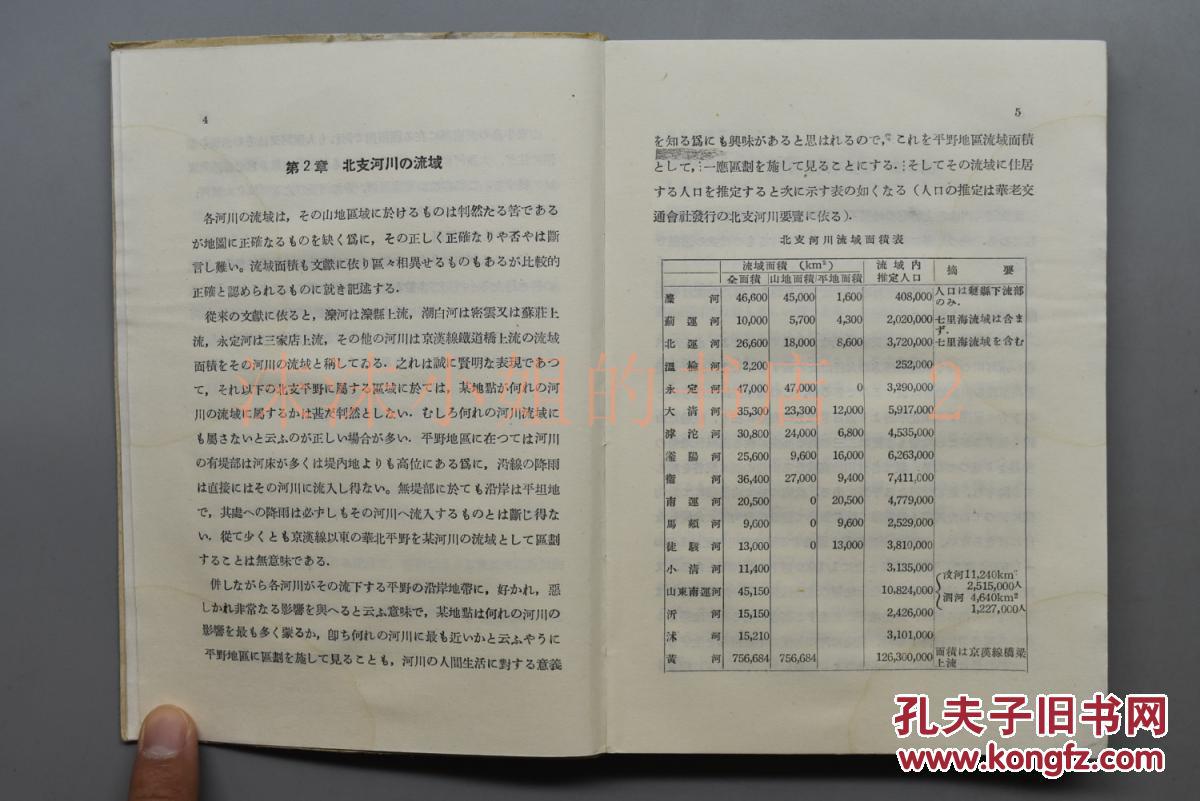 4
第2章 北支河川の流域
各河川の流域は，その山地區域に於けるものは判然たる筈である
が地圖に正確なるものを缺く爲に，その正しく正確なりや否やは斷
言し難い．流域面積も文獻に依り區々相異せるものもあるが比較的
正確と認められるものに就き記述する．
從來の文獻に依ると，灤河は灤縣上流，潮白河は密雲又は蘇莊上
流，永定河は三家店上流，その他の河川は京漢線鐵道橋上流の流域
面積をその河川の流域と稱してゐる．之れは誠に賢明な表現であつ
て，それ以下の北支平野に屬する區域に於ては，某地點が何れの河
川の流域に屬するかは甚だ判然としない．むしろ何れの河川流域に
も屬さないと云ふのが正しい場合が多い．平野地區に在つては河川
の有堤部は河床が多くは堤內地よりも高位にある爲に，沿線の降雨
は直接にはその河川に流入し得ない．無堤部に於ても沿岸は平坦地
で，其處への降雨は必ずしもその河川へ流入するものとは斷じ得な
い．從て少くとも京漢線以東の華北平野を某河川の流域として區劃
することは無意味である．
併しながら各河川がその流下する平野の沿岸地帶に，好かれ，惡
しかれ非常なる影響を與へると云ふ意味で，某地點は何れの河川の
影響を最も多く蒙るか，卽ち何れの河川に最も近いかと云ふやうに
平野地區に區劃を施して見ることも，河川の人間生活に對する意義
5
を知る爲にも興味があると思はれるので，これを平野地區流域面積
として，一應區劃を施して見ることにする．そしてその流域に住居
する人口を推定すると次に示す表の如くなる（人口の推定は華老交
通會社發行の北支河川要覽に依る）．
北支河川流域面積表
流域面積 (km²) 流域內推定人口 摘要
全面積 山地面積 平地面積
灤河 46,600 45,000 1,600 408,000 人口は灤縣下流部のみ．
薊運河 10,000 5,700 4,300 2,020,000 七里海流域は含まず．
北運河 26,600 18,000 8,600 3,720,000 七里海流域を含む
溫楡河 2,200 252,000
永定河 47,000 47,000 0 3,290,000
大清河 35,300 23,300 12,000 5,917,000
滹沱河 30,800 24,000 6,800 4,535,000
滏陽河 25,600 9,600 16,000 6,263,000
衞河 36,400 27,000 9,400 7,411,000
南運河 20,500 0 20,500 4,779,000
馬頰河 9,600 0 9,600 2,529,000
徒駭河 13,000 0 13,000 3,810,000
小清河 11,400 3,135,000
山東南運河 45,150 10,824,000 汶河11,240km² 2,515,000人 泗河 4,640km² 1,227,000人
沂河 15,150 2,426,000
沭河 15,210 3,101,000
黃河 756,684 756,684 126,300,000 面積は京漢線橋梁上流
沫沫小姐的书店 2
孔夫子旧书网
www.kongfz.com